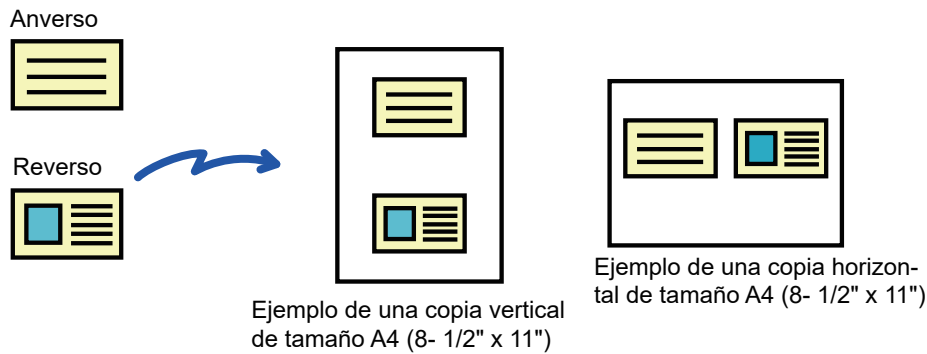 Anverso
Reverso
Ejemplo de una copia vertical
de tamaño A4 (8- 1/2" x 11")
Ejemplo de una copia horizon-
tal de tamaño A4 (8- 1/2" x 11")